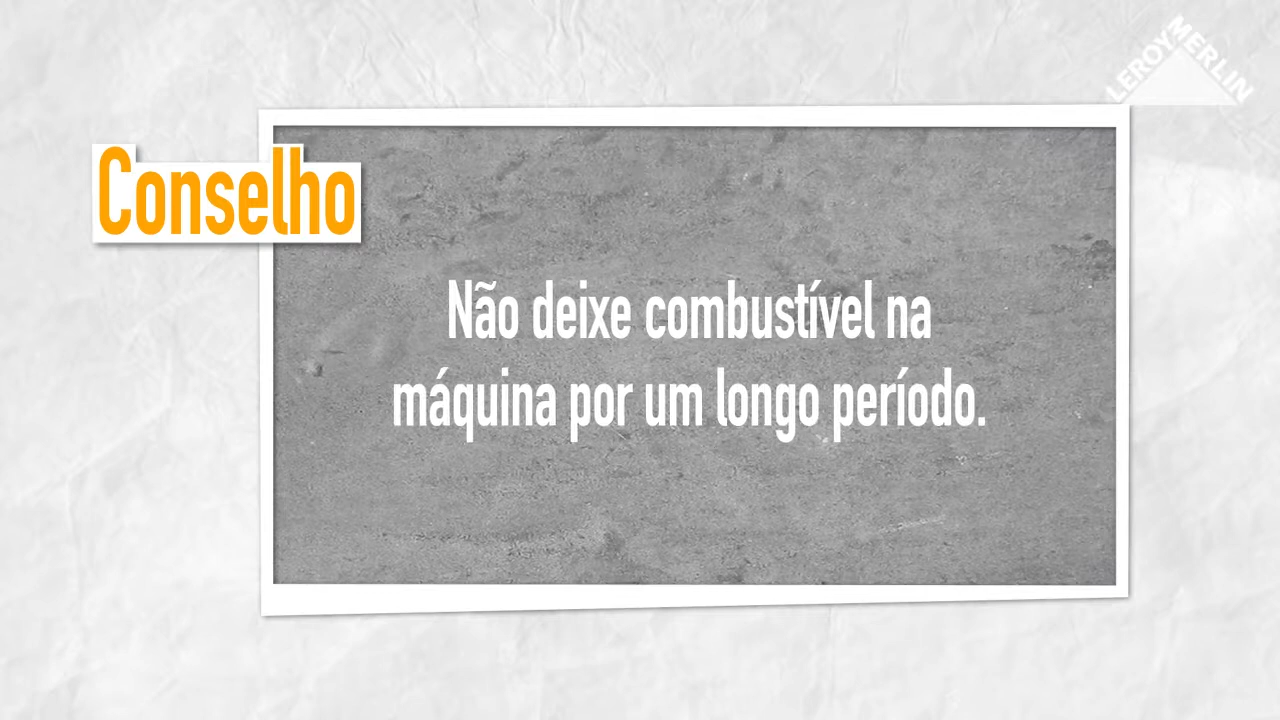 LEROY MERLIN
Conselho
Não deixe combustível na
máquina por um longo período.